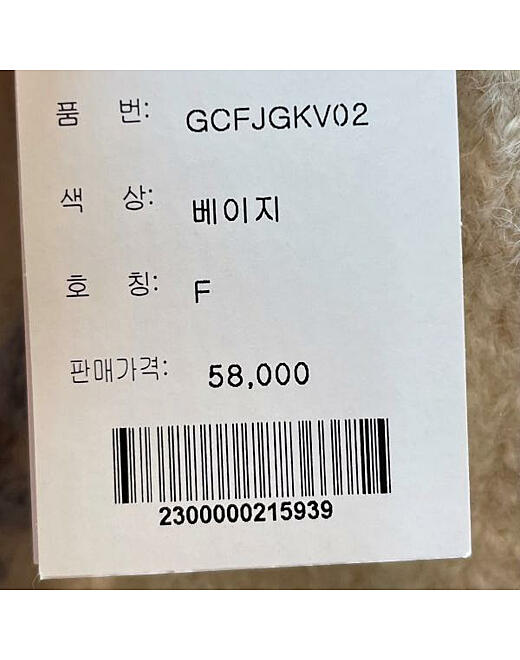 품 번: GCFJGKV02
색 상: 베이지
호 칭: F
판매가격: 58,000
2300000215939